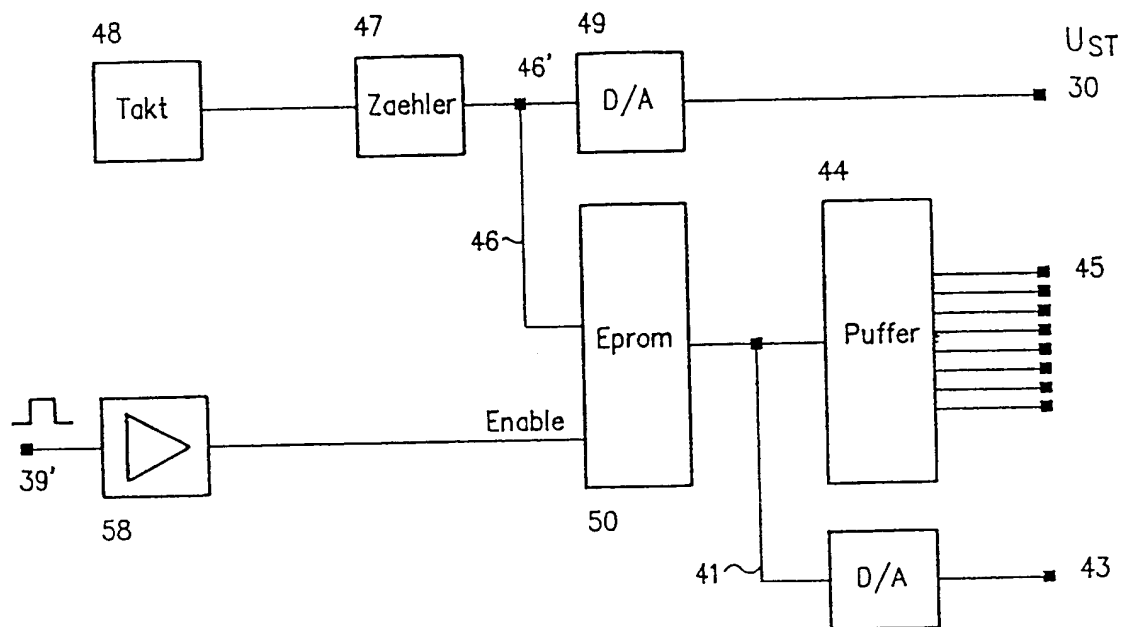 48
47
49
U_ST
46'
30
Takt
Zaehler
D/A
44
46
45
Eprom
Puffer
Enable
39'
58
50
41
D/A
43